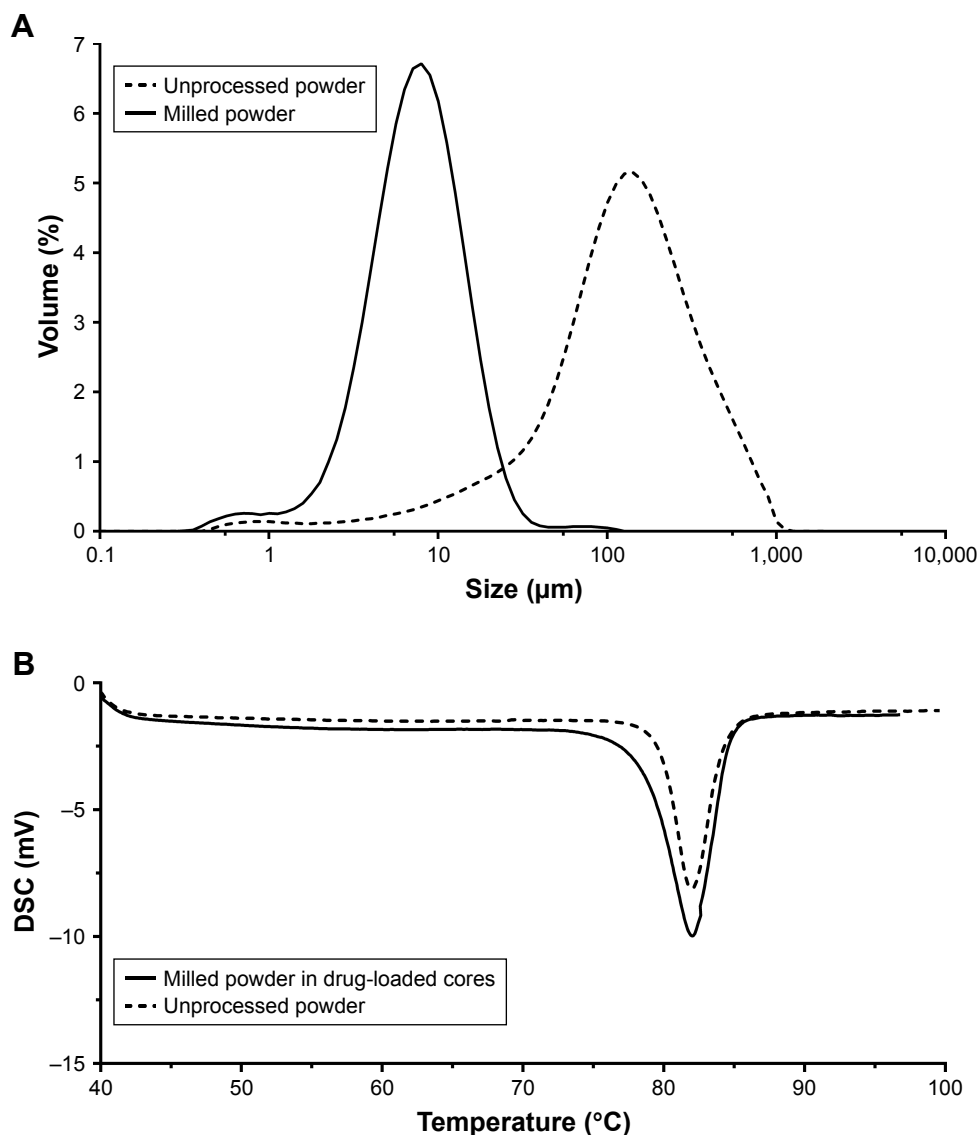 A
7
6
5
4
3
2
1
0
Volume (%)
Unprocessed powder
Milled powder
0.1
1
10
100
1,000
10,000
Size (µm)
B
0
–5
–10
–15
DSC (mV)
Milled powder in drug-loaded cores
Unprocessed powder
40
50
60
70
80
90
100
Temperature (°C)